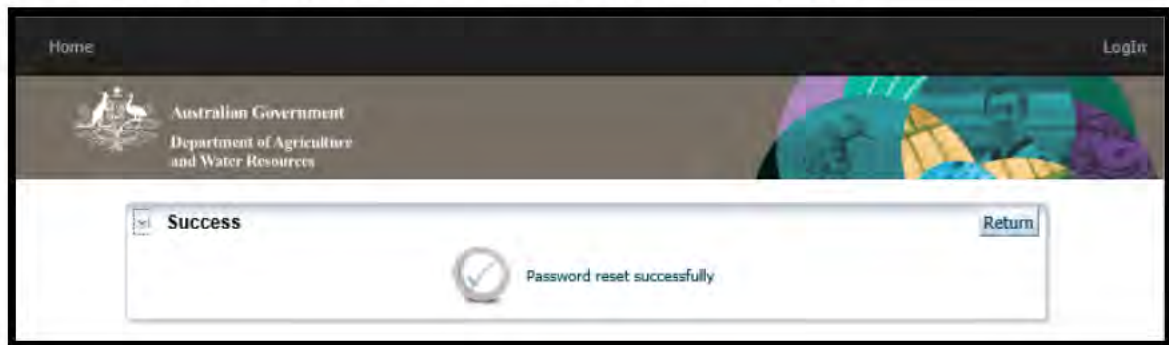 Home
LogIn
Australian Government
Department of Agriculture
and Water Resources
Success
Return
Password reset successfully